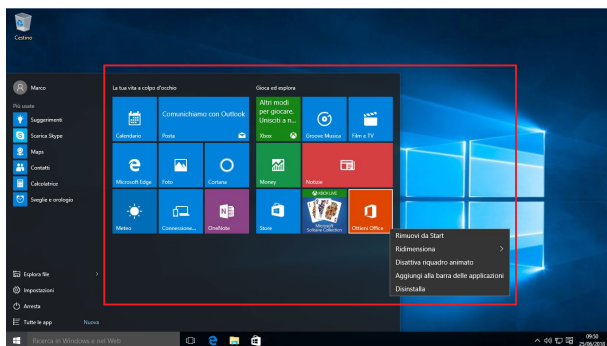 Cestino
Marco
Più usate
Suggerimenti
Scarica Skype
Maps
Contatti
Calcolatrice
Sveglie e orologio
Esplora file
Impostazioni
Arresta
Tutte le app Nuove
La tua vita a colpo d'occhio
Calendario
Comunichiamo con Outlook
Posta
Microsoft Edge
Foto
Cortana
Meteo
Connessione...
OneNote
Gioca ed esplora
Altri modi
per giocare.
Unisciti a n...
Xbox
Groove Musica
Film e TV
Money
Notizie
Store
XBOX LIVE
Microsoft
Solitaire Collection
Ottieni Office
Rimuovi da Start
Ridimensiona
Disattiva riquadro animato
Aggiungi alla barra delle applicazioni
Disinstalla
Ricerca in Windows e nel Web
09:50
25/06/2018